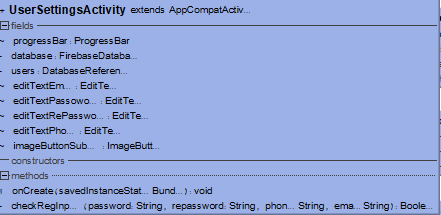 + UserSettingsActivity extends AppCompatActiv...
fields
~ progressBar : ProgressBar
- database : FirebaseDataba...
- users : DatabaseReferen...
~ editTextEm... : EditTe...
~ editTextPassowo... : EditTe...
~ editTextRePasswo... : EditTe...
~ editTextPho... : EditTe...
~ imageButtonSub... : ImageButt...
constructors
methods
+ onCreate(savedInstanceStat... Bund...) : void
- checkRegInp... (password: String, repassword: String, phon... String, ema... String) : Boole...